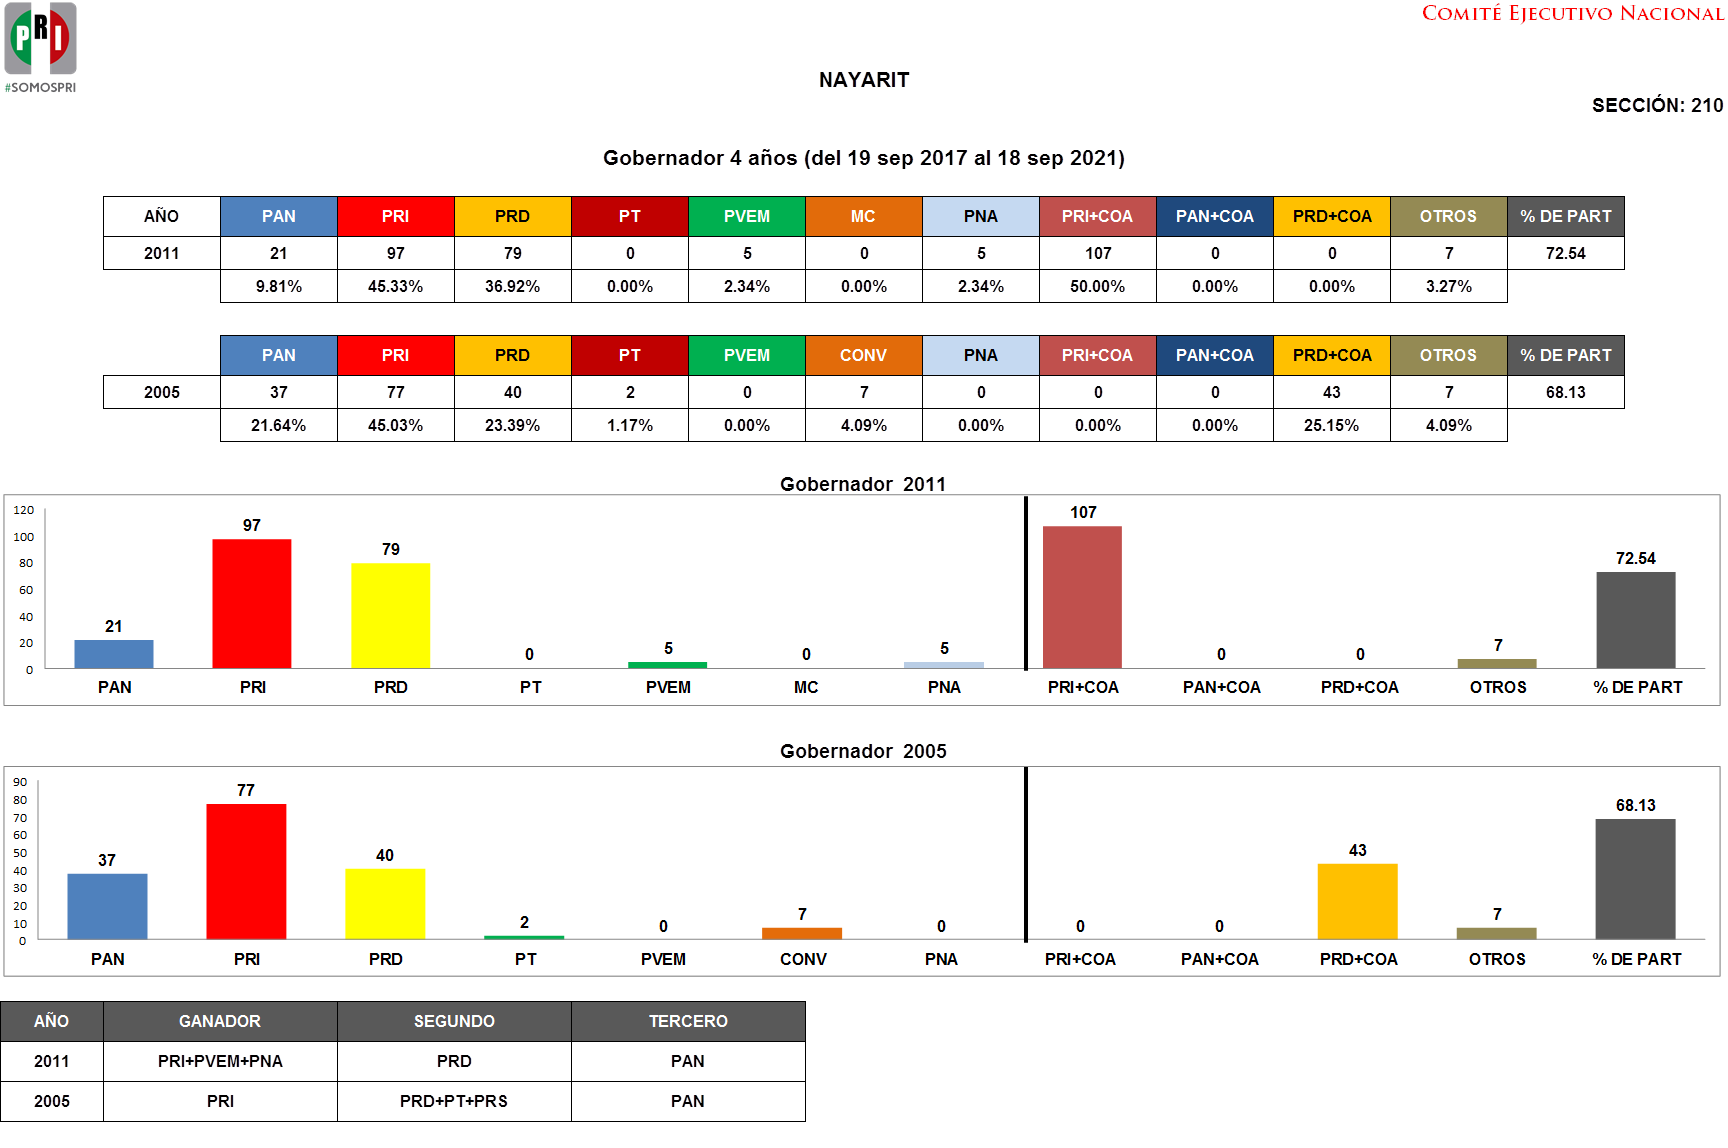 PRI
#SOMOSPRI
COMITÉ EJECUTIVO NACIONAL
NAYARIT
SECCIÓN: 210
Gobernador 4 años (del 19 sep 2017 al 18 sep 2021)
AÑO PAN PRI PRD PT PVEM MC PNA PRI+COA PAN+COA PRD+COA OTROS % DE PART
2011 21 97 79 0 5 0 5 107 0 0 7 72.54
9.81% 45.33% 36.92% 0.00% 2.34% 0.00% 2.34% 50.00% 0.00% 0.00% 3.27%
PAN PRI PRD PT PVEM CONV PNA PRI+COA PAN+COA PRD+COA OTROS % DE PART
2005 37 77 40 2 0 7 0 0 0 43 7 68.13
21.64% 45.03% 23.39% 1.17% 0.00% 4.09% 0.00% 0.00% 0.00% 25.15% 4.09%
Gobernador 2011
120
100
80
60
40
20
0
21 97 79 0 5 0 5 107 0 0 7 72.54
PAN PRI PRD PT PVEM MC PNA PRI+COA PAN+COA PRD+COA OTROS % DE PART
Gobernador 2005
90
80
70
60
50
40
30
20
10
0
37 77 40 2 0 7 0 0 0 43 7 68.13
PAN PRI PRD PT PVEM CONV PNA PRI+COA PAN+COA PRD+COA OTROS % DE PART
AÑO GANADOR SEGUNDO TERCERO
2011 PRI+PVEM+PNA PRD PAN
2005 PRI PRD+PT+PRS PAN